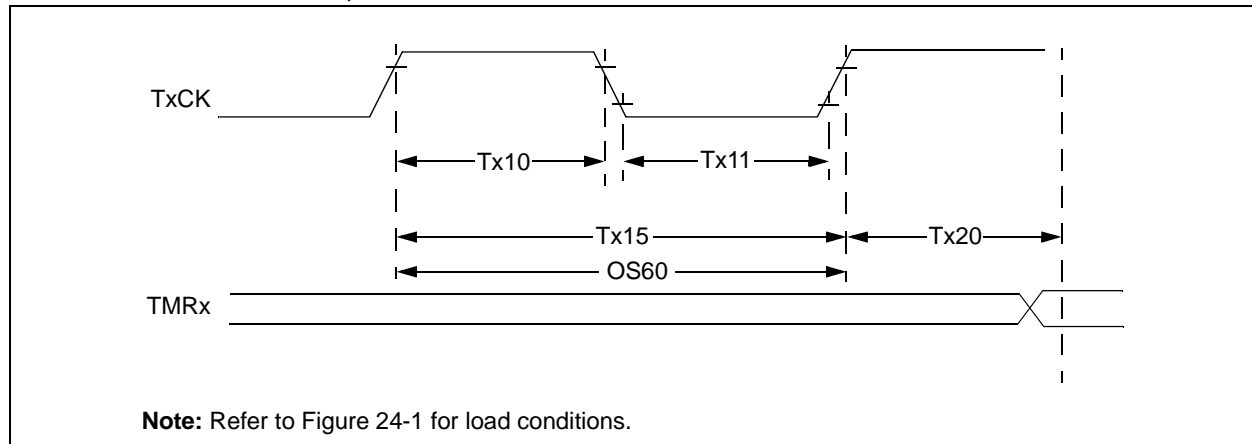 TxCK
Tx10
Tx11
Tx15
Tx20
OS60
TMRx
Note: Refer to Figure 24-1 for load conditions.